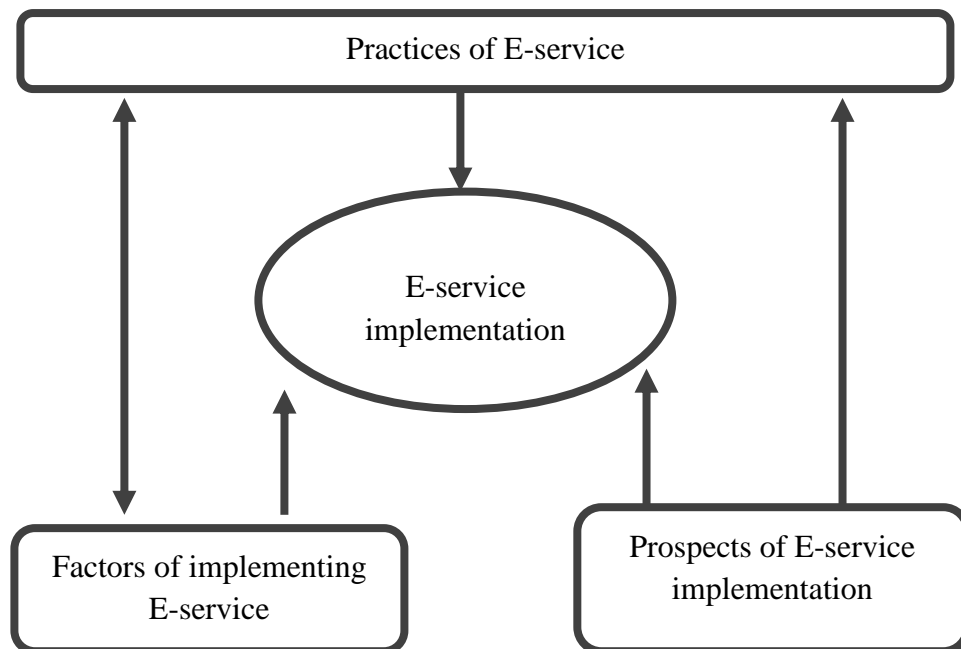 Practices of E-service
E-service
implementation
Factors of implementing
E-service
Prospects of E-service
implementation